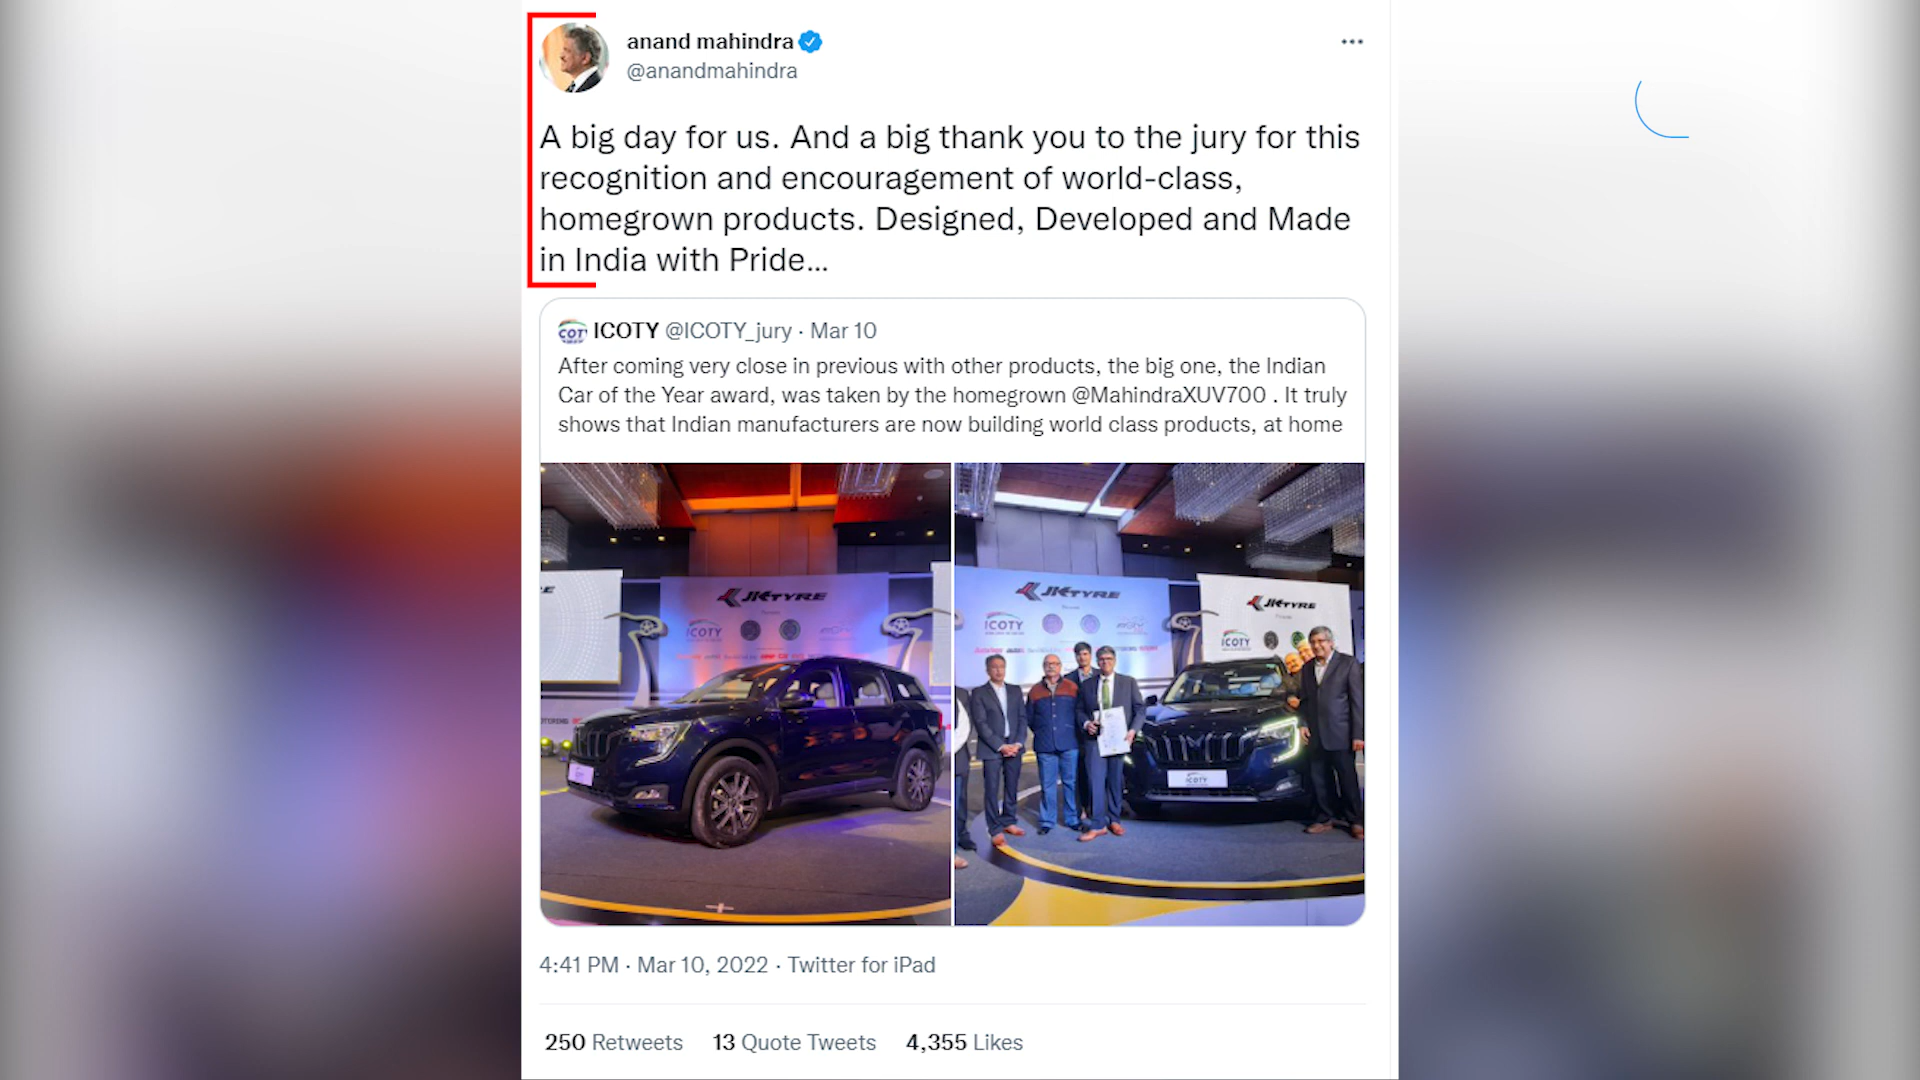 anand mahindra
@anandmahindra
A big day for us. And a big thank you to the jury for this
recognition and encouragement of world-class,
homegrown products. Designed, Developed and Made
in India with Pride...
COTY
ICOTY @ICOTY_jury · Mar 10
After coming very close in previous with other products, the big one, the Indian
Car of the Year award, was taken by the homegrown @MahindraXUV700 . It truly
shows that Indian manufacturers are now building world class products, at home
JK TYRE
ICOTY
JK TYRE
ICOTY
JK TYRE
ICOTY
ICOTY
4:41 PM · Mar 10, 2022 · Twitter for iPad
250 Retweets 13 Quote Tweets 4,355 Likes